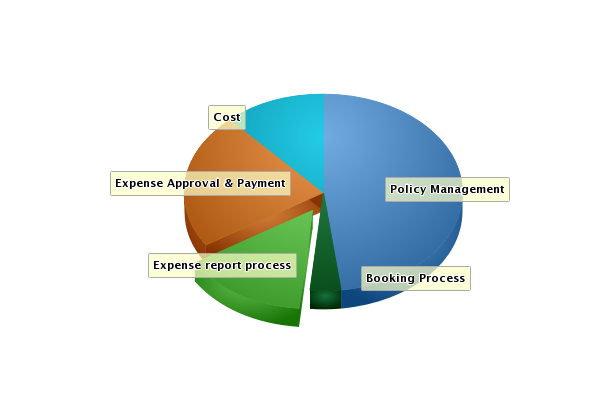 Cost
Expense Approval & Payment
Policy Management
Expense report process
Booking Process